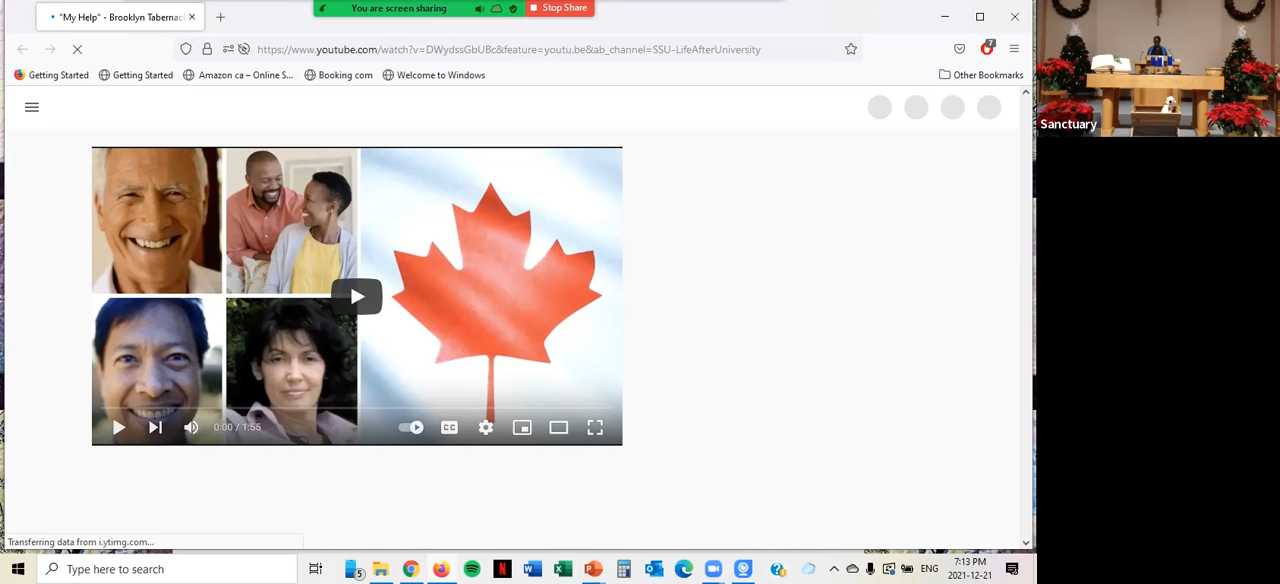 You are screen sharing
Stop Share
"My Help" - Brooklyn Tabernac
https://www.youtube.com/watch?v=DWydssGbUBc&feature=youtu.be&ab_channel=SSU-LifeAfterUniversity
7
Getting Started
Getting Started
Amazon ca – Online S...
Booking com
Welcome to Windows
Other Bookmarks
Sanctuary
0:00 / 1:55
CC
Transferring data from i.ytimg.com...
Type here to search
5
ENG
7:13 PM
2021-12-21